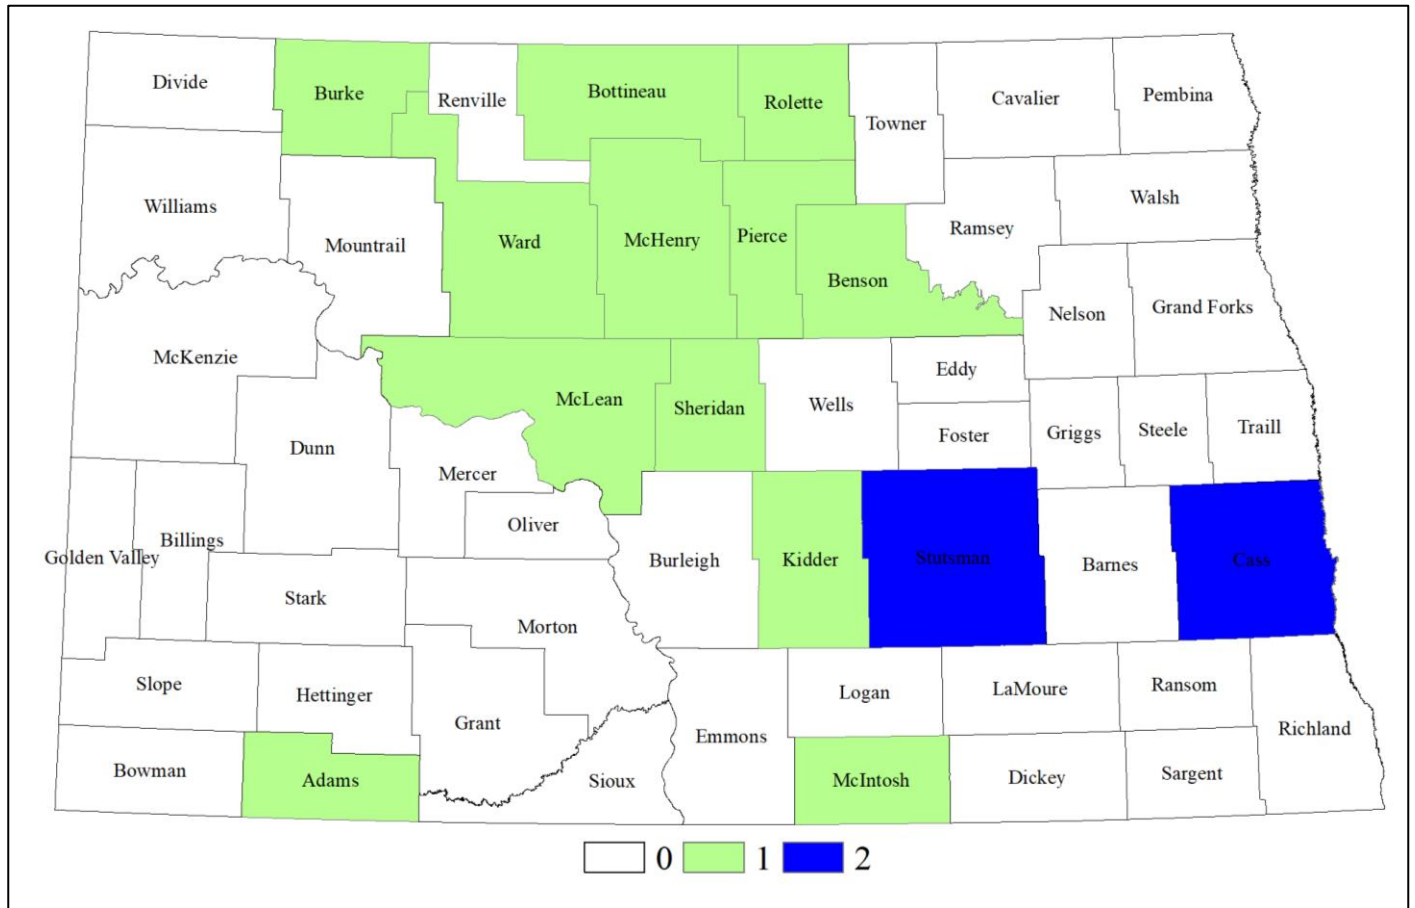 Divide
Burke
Renville
Bottineau
Rolette
Towner
Cavalier
Pembina
Williams
Mountrail
Ward
McHenry
Pierce
Benson
Ramsey
Walsh
McKenzie
Nelson
Grand Forks
McLean
Sheridan
Wells
Eddy
Foster
Griggs
Steele
Traill
Dunn
Mercer
Oliver
Golden Valley
Billings
Stark
Morton
Burleigh
Kidder
Stutsman
Barnes
Cass
Slope
Hettinger
Grant
Emmons
Logan
LaMoure
Ransom
Richland
Bowman
Adams
Sioux
McIntosh
Dickey
Sargent
0 1 2